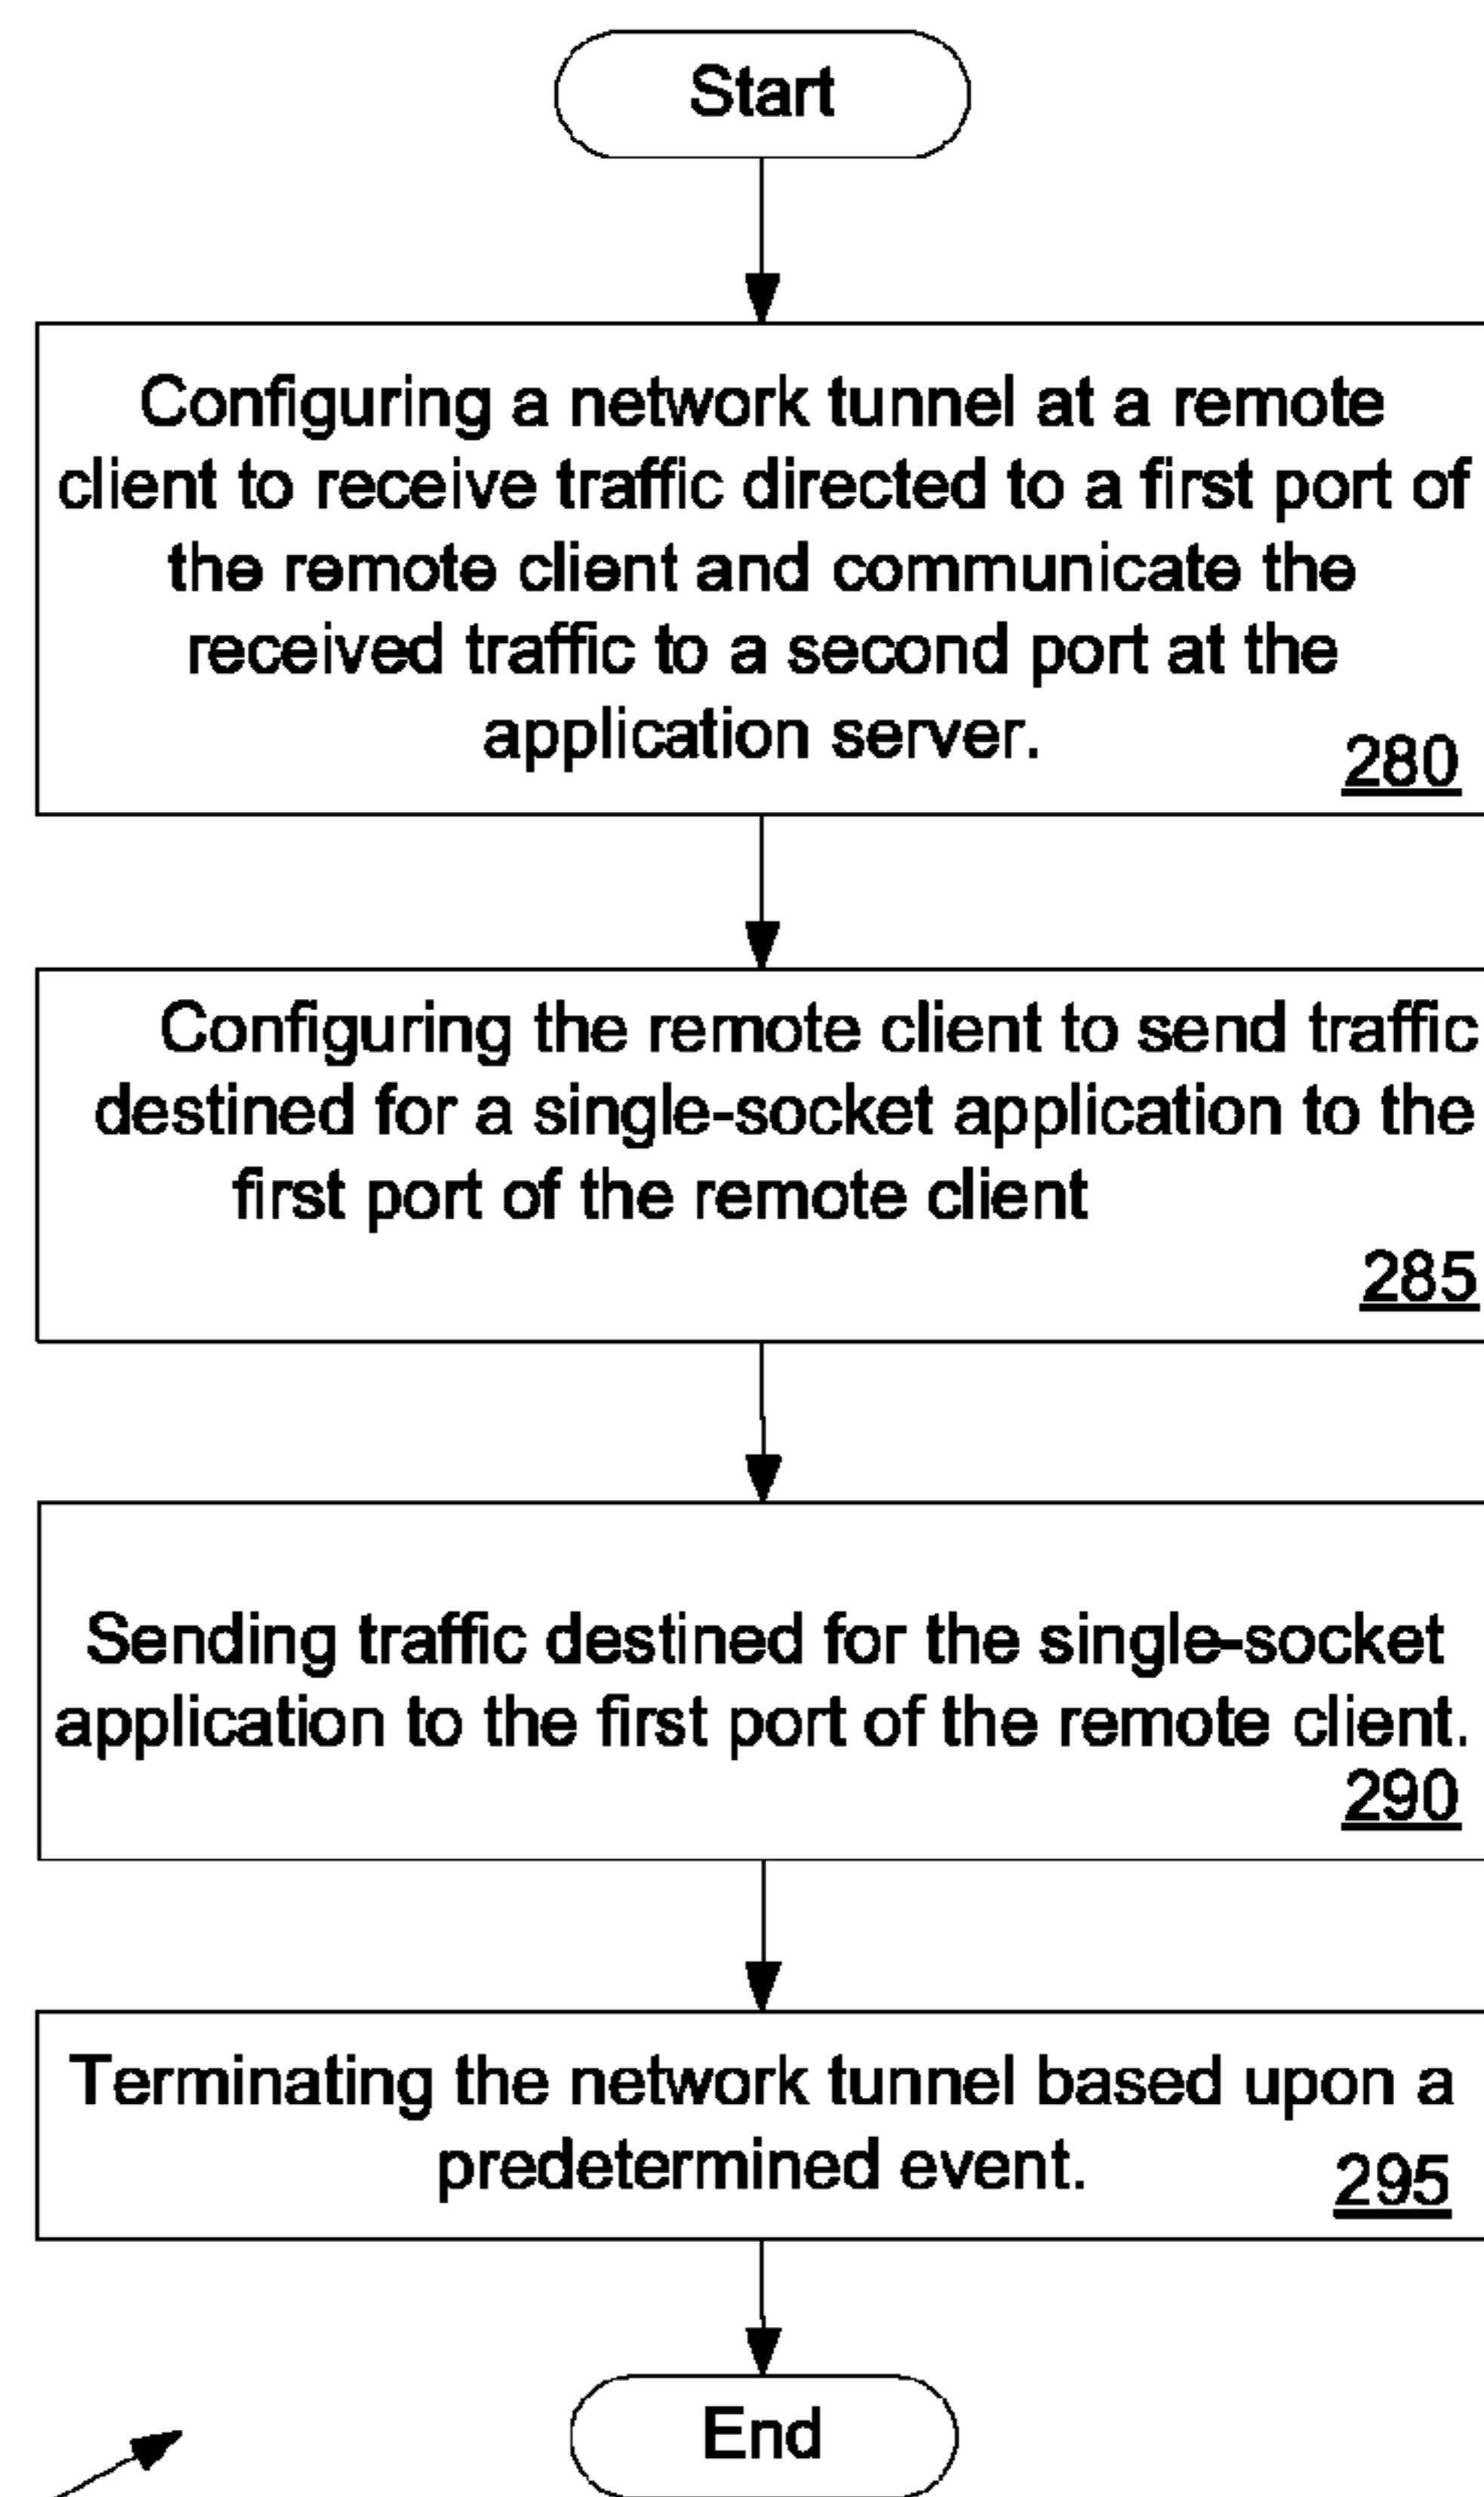 Start
Configuring a network tunnel at a remote
client to receive traffic directed to a first port of
the remote client and communicate the
received traffic to a second port at the
application server.
280
Configuring the remote client to send traffic
destined for a single-socket application to the
first port of the remote client
285
Sending traffic destined for the single-socket
application to the first port of the remote client.
290
Terminating the network tunnel based upon a
predetermined event.
295
End